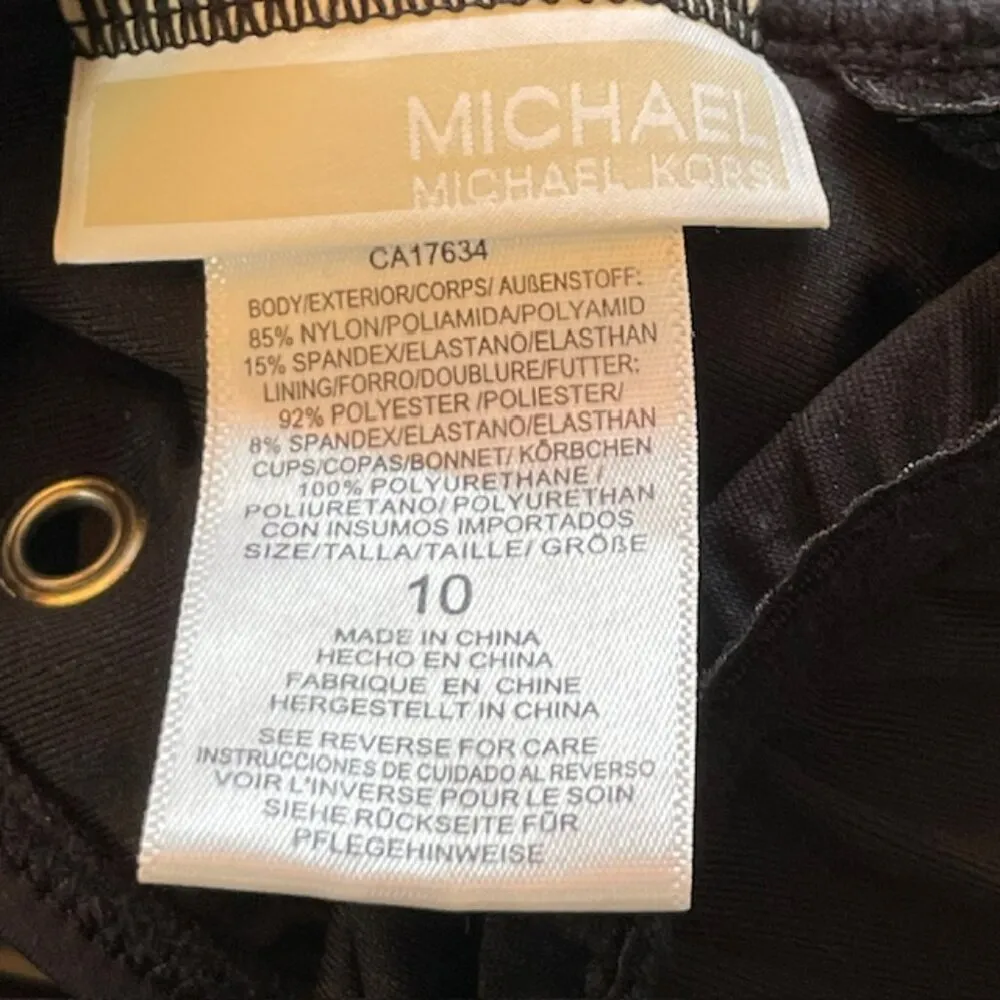 MICHAEL
MICHAEL KORS
CA17634
BODY/EXTERIOR/CORPS/ AUßENSTOFF:
85% NYLON/POLIAMIDA/POLYAMID
15% SPANDEX/ELASTANO/ELASTHAN
LINING/FORRO/DOUBLURE/FUTTER:
92% POLYESTER /POLIESTER/
8% SPANDEX/ELASTANO/ELASTHAN
CUPS/COPAS/BONNET/ KÖRBCHEN
100% POLYURETHANE /
POLIURETANO/ POLYURETHAN
CON INSUMOS IMPORTADOS
SIZE/TALLA/TAILLE/ GRÖßE
10
MADE IN CHINA
HECHO EN CHINA
FABRIQUE EN CHINE
HERGESTELLT IN CHINA
SEE REVERSE FOR CARE
INSTRUCCIONES DE CUIDADO AL REVERSO
VOIR L'INVERSE POUR LE SOIN
SIEHE RÜCKSEITE FÜR
PFLEGEHINWEISE